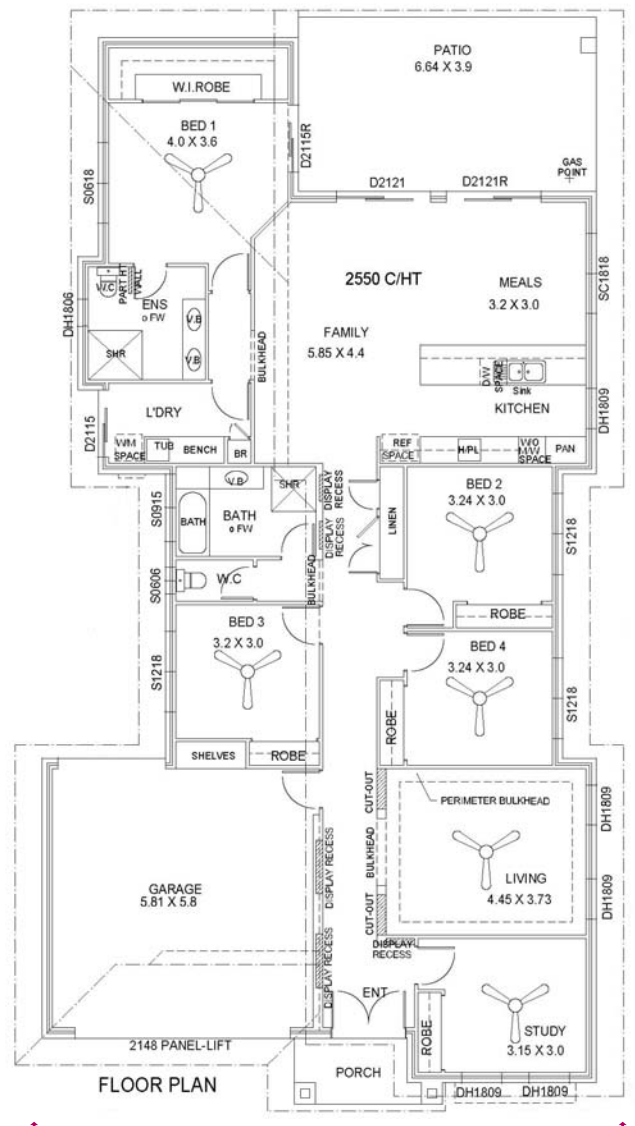 PATIO
6.64 X 3.9
W.I.ROBE
BED 1
4.0 X 3.6
D2115R
S0618
GAS
POINT
D2121
D2121R
2550 C/HT
MEALS
3.2 X 3.0
SC1818
W.C
PART HT
WALL
ENS
o FW
V.B
V.B
SHR
DH1806
FAMILY
5.85 X 4.4
BULKHEAD
D/W
SPACE
Sink
KITCHEN
DH1809
L'DRY
D2115
WM
SPACE
TUB
BENCH
BR
REF
SPACE
H/PL
W/O
M/W
SPACE
PAN
S0915
BATH
V.B
SHR
BATH
o FW
DISPLAY
RECESS
DISPLAY
RECESS
LINEN
BED 2
3.24 X 3.0
S1218
S0606
W.C
BULKHEAD
ROBE
BED 3
3.2 X 3.0
S1218
BED 4
3.24 X 3.0
S1218
ROBE
SHELVES
ROBE
CUT-OUT
PERIMETER BULKHEAD
DH1809
BULKHEAD
LIVING
4.45 X 3.73
DH1809
GARAGE
5.81 X 5.8
DISPLAY RECESS
CUT-OUT
DISPLAY
RECESS
DISPLAY RECESS
ENT
ROBE
STUDY
3.15 X 3.0
2148 PANEL-LIFT
PORCH
FLOOR PLAN
DH1809
DH1809